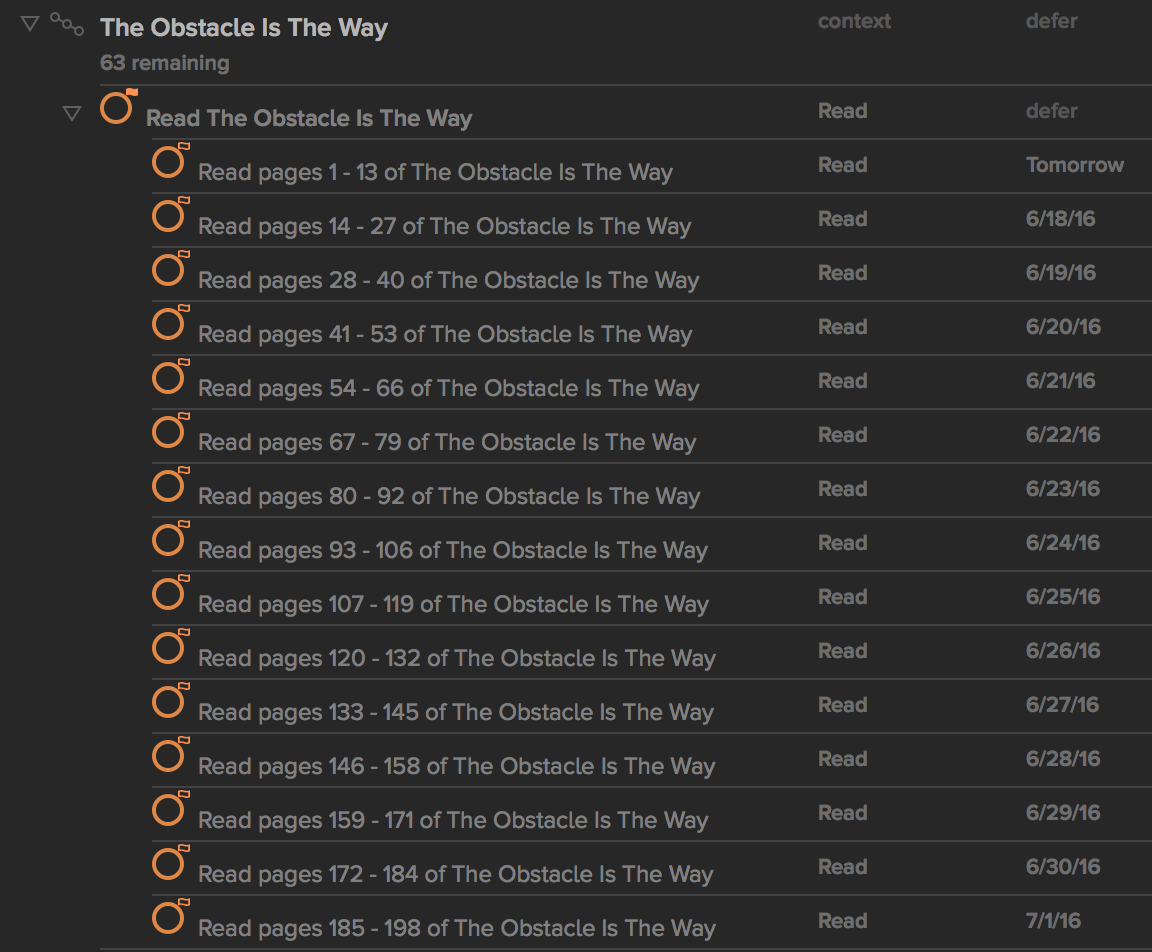 The Obstacle Is The Way context defer
63 remaining
Read The Obstacle Is The Way Read defer
Read pages 1 - 13 of The Obstacle Is The Way Read Tomorrow
Read pages 14 - 27 of The Obstacle Is The Way Read 6/18/16
Read pages 28 - 40 of The Obstacle Is The Way Read 6/19/16
Read pages 41 - 53 of The Obstacle Is The Way Read 6/20/16
Read pages 54 - 66 of The Obstacle Is The Way Read 6/21/16
Read pages 67 - 79 of The Obstacle Is The Way Read 6/22/16
Read pages 80 - 92 of The Obstacle Is The Way Read 6/23/16
Read pages 93 - 106 of The Obstacle Is The Way Read 6/24/16
Read pages 107 - 119 of The Obstacle Is The Way Read 6/25/16
Read pages 120 - 132 of The Obstacle Is The Way Read 6/26/16
Read pages 133 - 145 of The Obstacle Is The Way Read 6/27/16
Read pages 146 - 158 of The Obstacle Is The Way Read 6/28/16
Read pages 159 - 171 of The Obstacle Is The Way Read 6/29/16
Read pages 172 - 184 of The Obstacle Is The Way Read 6/30/16
Read pages 185 - 198 of The Obstacle Is The Way Read 7/1/16